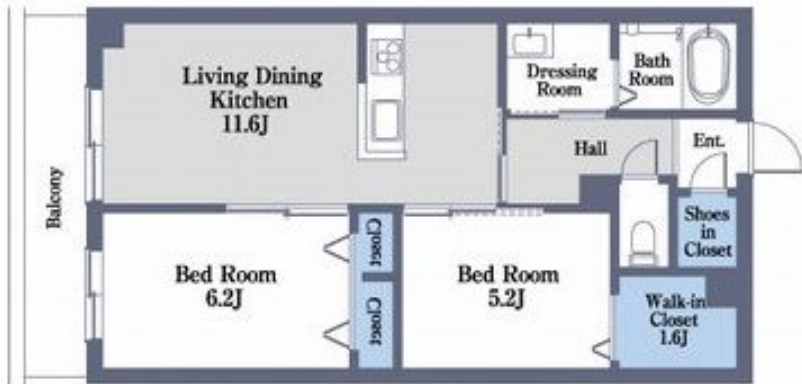 Living Dining
Kitchen
11.6J
Dressing
Room
Bath
Room
Hall
Ent.
Balcony
Bed Room
6.2J
Closet
Closet
Bed Room
5.2J
Shoes
in
Closet
Walk-in
Closet
1.6J